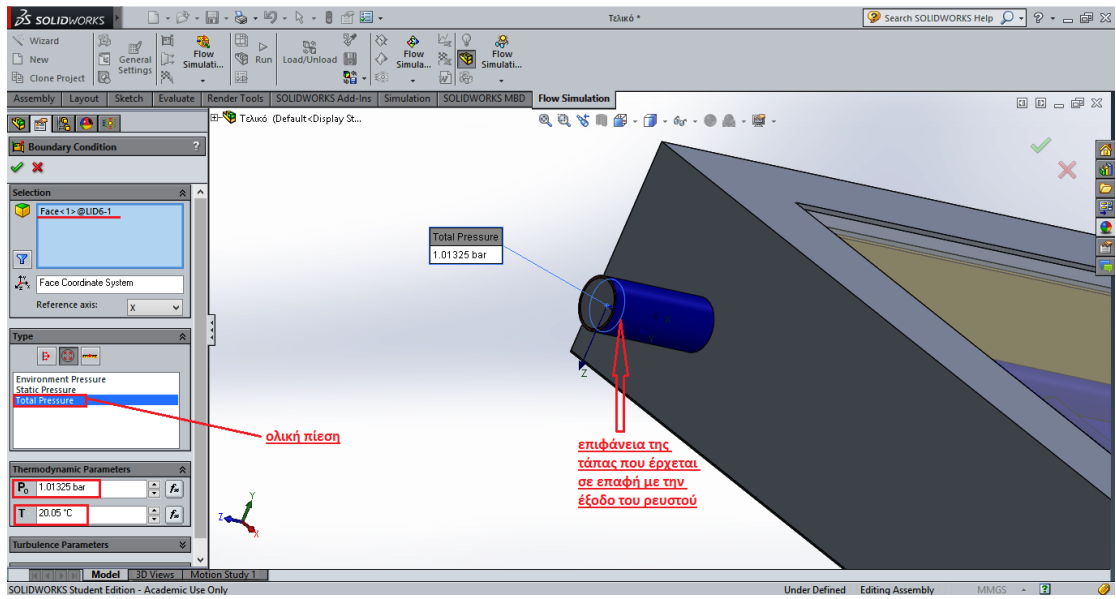 SOLIDWORKS
Τελικό *
Search SOLIDWORKS Help
Wizard
New
Clone Project
General
Settings
Flow
Simulati...
Run
Load/Unload
Flow
Simula...
Flow
Simulati...
Assembly
Layout
Sketch
Evaluate
Render Tools
SOLIDWORKS Add-Ins
Simulation
SOLIDWORKS MBD
Flow Simulation
Τελικό (Default<Display St...
Boundary Condition
?
Selection
Face<1>@LID6-1
Face Coordinate System
Reference axis:
X
Type
Environment Pressure
Static Pressure
Total Pressure
Thermodynamic Parameters
P₀
1.01325 bar
T
20.05 °C
Turbulence Parameters
Total Pressure
1.01325 bar
Z
ολική πίεση
επιφάνεια της
τάπας που έρχεται
σε επαφή με την
έξοδο του ρευστού
Y
Z
X
Model
3D Views
Motion Study 1
SOLIDWORKS Student Edition - Academic Use Only
Under Defined
Editing Assembly
MMGS